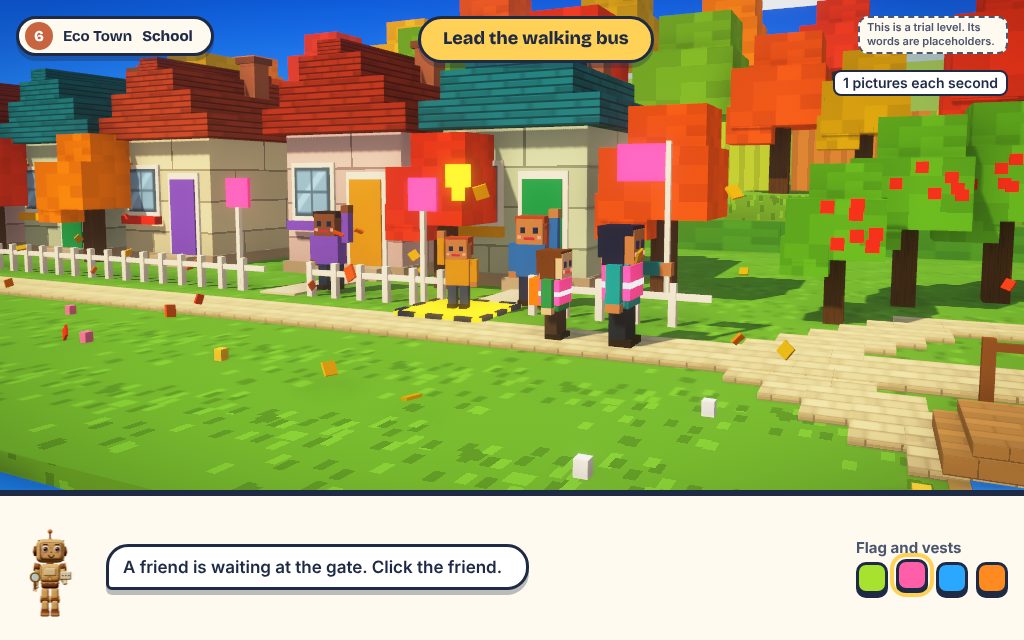 6 Eco Town School
Lead the walking bus
This is a trial level. Its
words are placeholders.
1 pictures each second
A friend is waiting at the gate. Click the friend.
Flag and vests